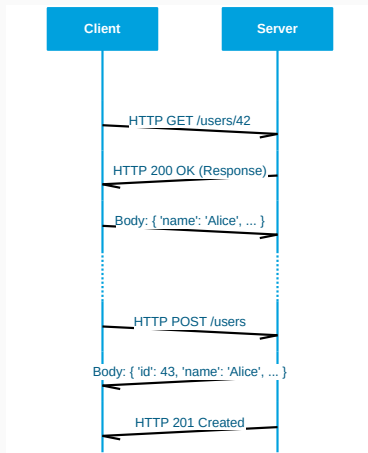 Client
Server
HTTP GET /users/42
HTTP 200 OK (Response)
Body: { 'name': 'Alice', ... }
HTTP POST /users
Body: { 'id': 43, 'name': 'Alice', ... }
HTTP 201 Created